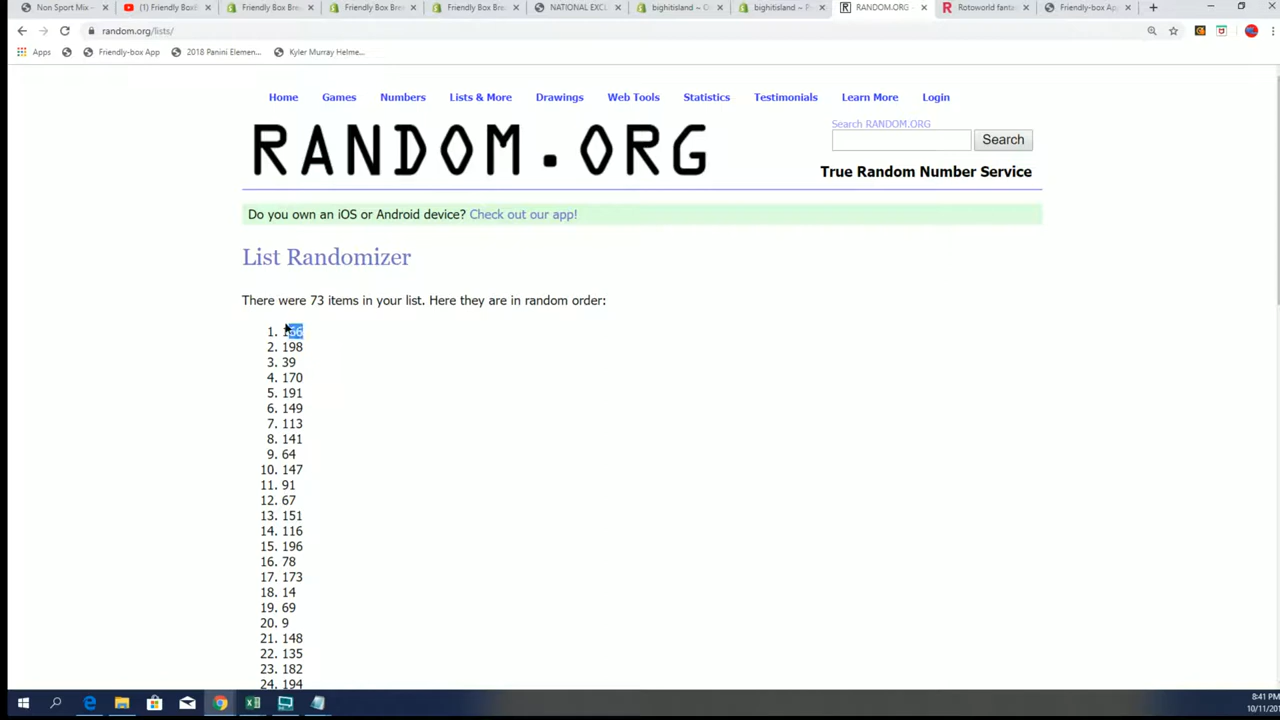 Non Sport Mix -
(1) Friendly Box
Friendly Box Bre
Friendly Box Bre
Friendly Box Bre
NATIONAL EXCL
bighitisland ~ O
bighitisland ~ P
RANDOM.ORG -
Rotoworld fanta
Friendly-box Ap
random.org/lists/
Apps
Friendly-box App
2018 Panini Elemen...
Kyler Murray Helme...
Home Games Numbers Lists & More Drawings Web Tools Statistics Testimonials Learn More Login
RANDOM.ORG
Search RANDOM.ORG
Search
True Random Number Service
Do you own an iOS or Android device? Check out our app!
List Randomizer
There were 73 items in your list. Here they are in random order:
1.
2. 198
3. 39
4. 170
5. 191
6. 149
7. 113
8. 141
9. 64
10. 147
11. 91
12. 67
13. 151
14. 116
15. 196
16. 78
17. 173
18. 14
19. 69
20. 9
21. 148
22. 135
23. 182
24. 194
8:41 PM
10/11/201